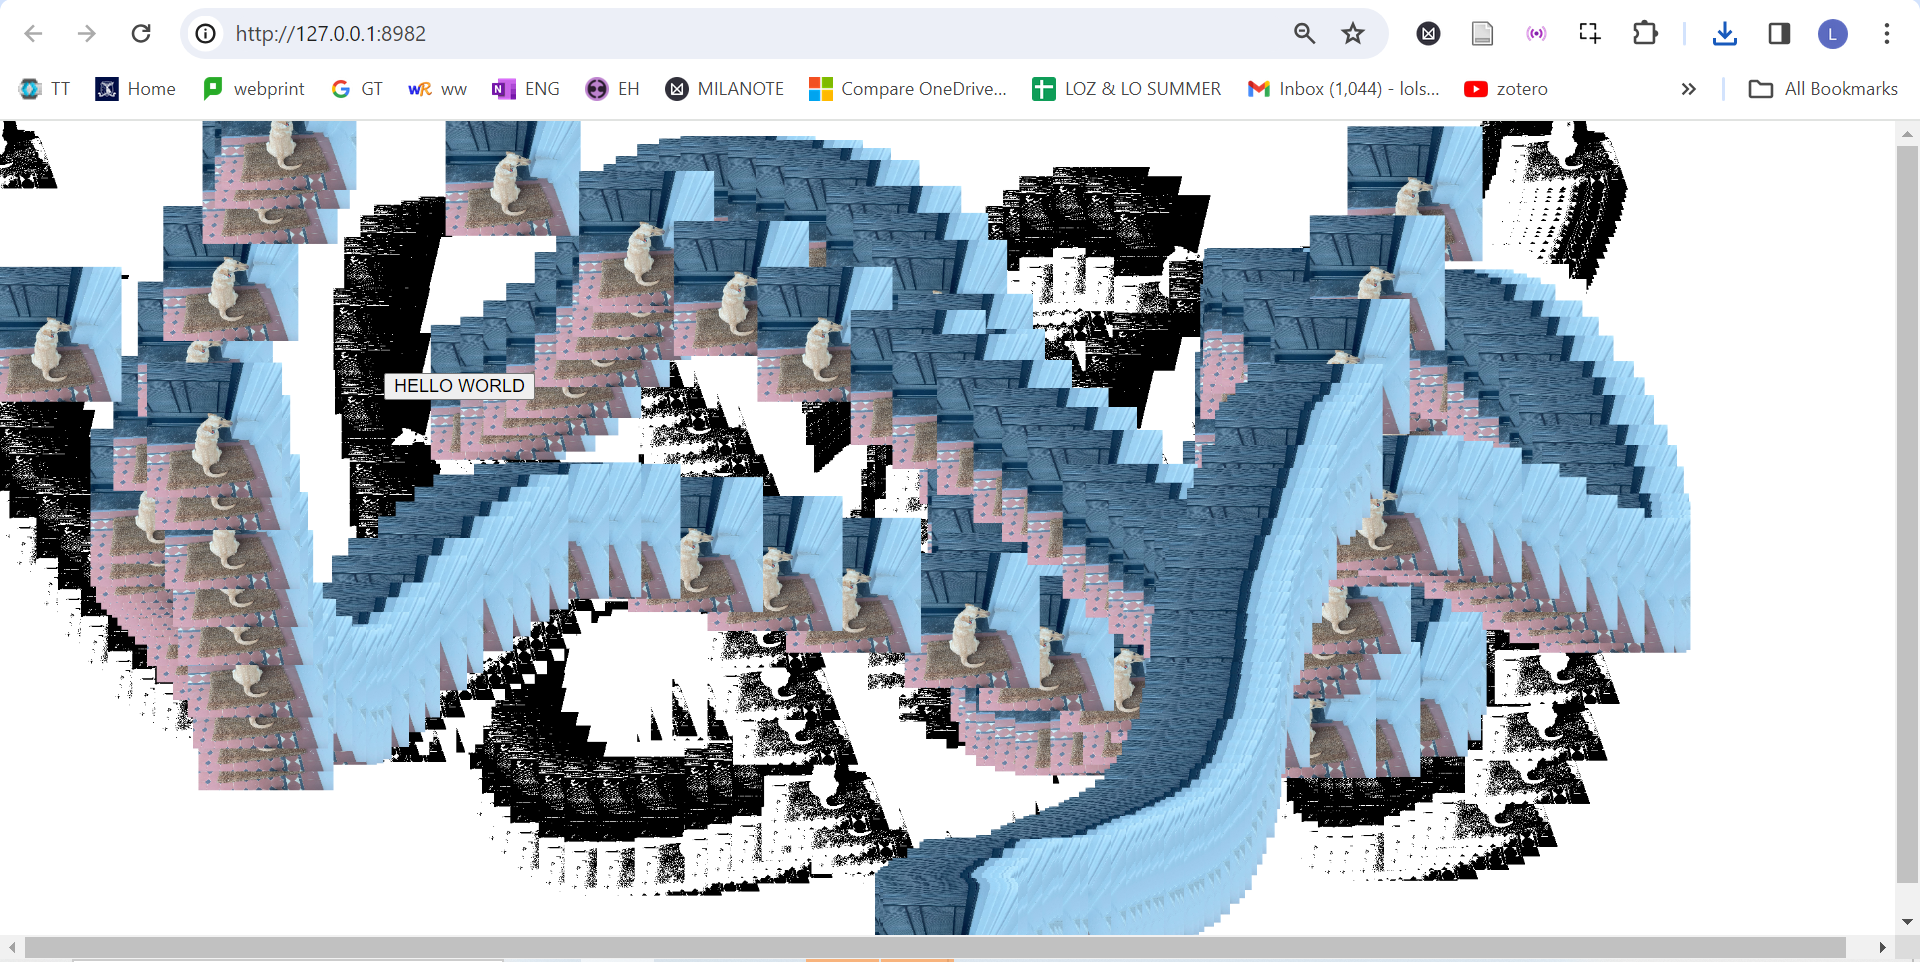 http://127.0.0.1:8982
L
TT Home webprint GT ww ENG EH MILANOTE Compare OneDrive... LOZ & LO SUMMER Inbox (1,044) - lols... zotero » All Bookmarks
HELLO WORLD